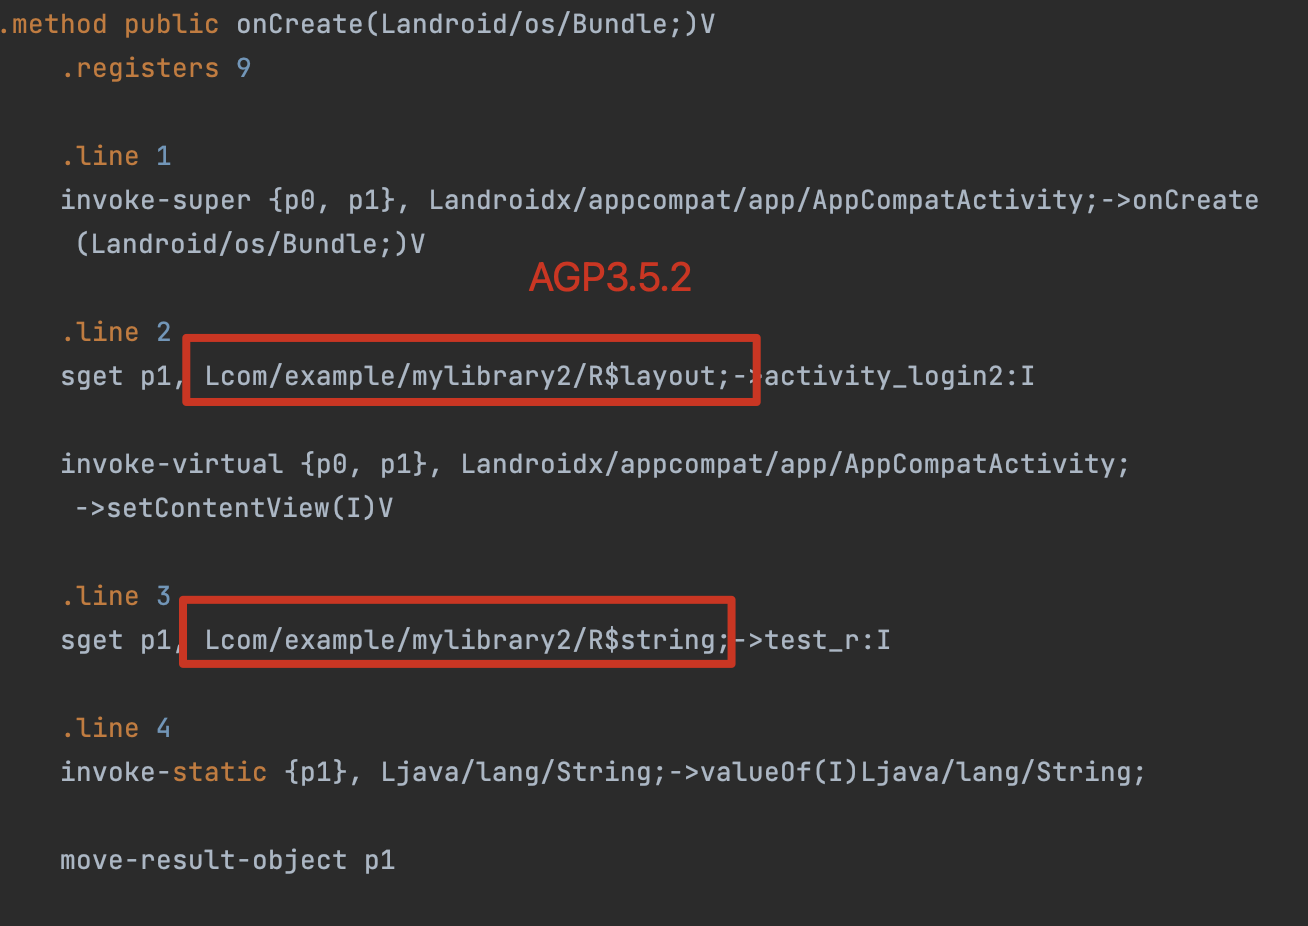 .method public onCreate(Landroid/os/Bundle;)V
.registers 9
.line 1
invoke-super {p0, p1}, Landroidx/appcompat/app/AppCompatActivity;->onCreate
(Landroid/os/Bundle;)V
AGP3.5.2
.line 2
sget p1, Lcom/example/mylibrary2/R$layout;->activity_login2:I
invoke-virtual {p0, p1}, Landroidx/appcompat/app/AppCompatActivity;
->setContentView(I)V
.line 3
sget p1, Lcom/example/mylibrary2/R$string;->test_r:I
.line 4
invoke-static {p1}, Ljava/lang/String;->valueOf(I)Ljava/lang/String;
move-result-object p1